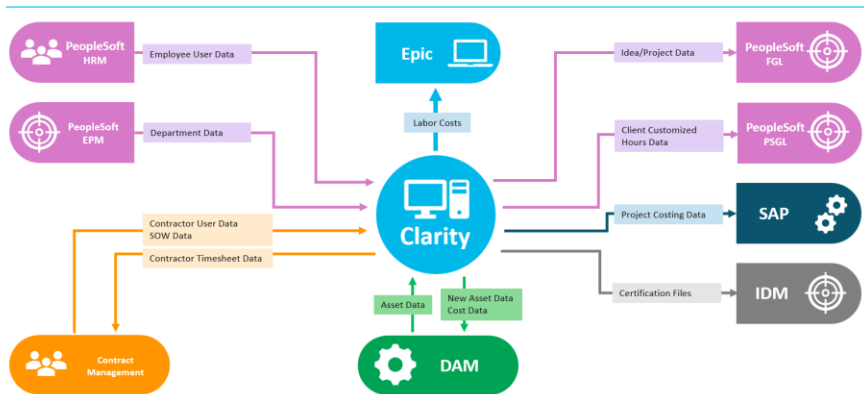 PeopleSoft
HRM
Employee User Data
Epic
Idea/Project Data
PeopleSoft
FGL
PeopleSoft
EPM
Department Data
Labor Costs
Client Customized
Hours Data
PeopleSoft
PSGL
Clarity
Contractor User Data
SOW Data
Contractor Timesheet Data
Project Costing Data
SAP
Asset Data
New Asset Data
Cost Data
Certification Files
IDM
Contract
Management
DAM